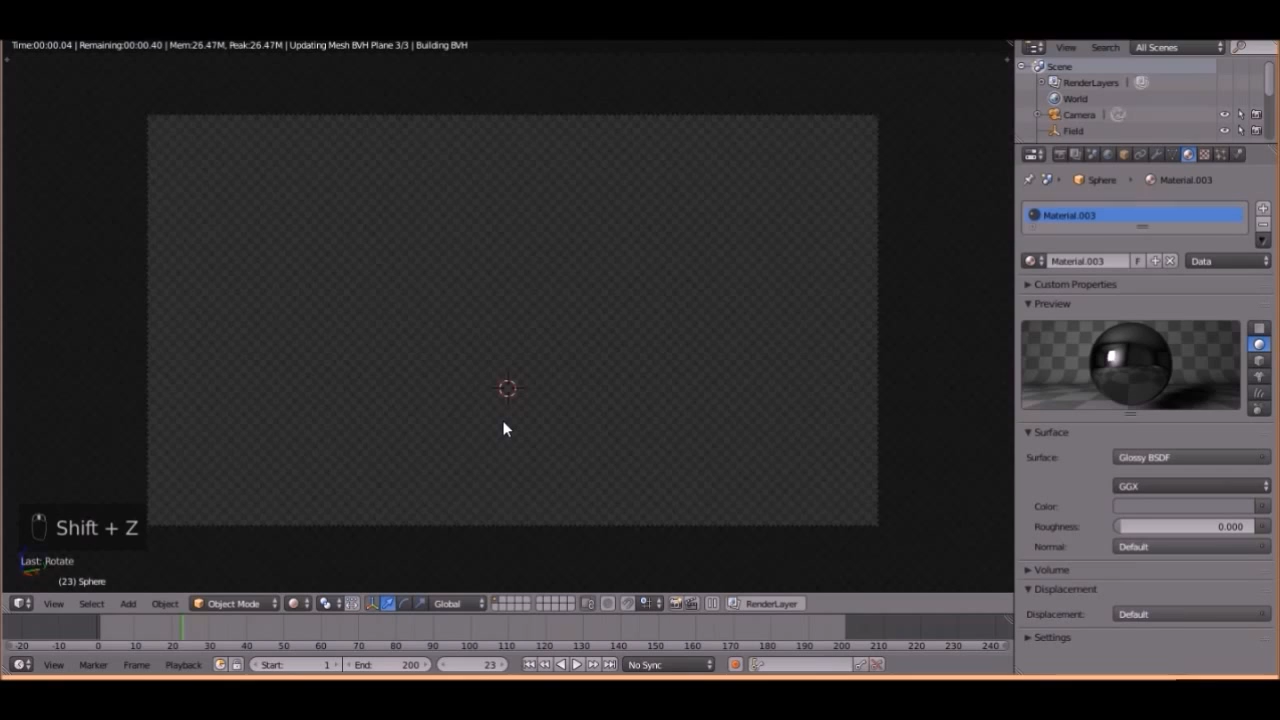 Time:00:00.04 | Remaining:00:00.40 | Mem:26.47M, Peak:26.47M | Updating Mesh BVH Plane 3/3 | Building BVH
View Search All Scenes
Scene
RenderLayers
World
Camera
Field
Sphere Material.003
Material.003
Material.003 F Data
Custom Properties
Preview
Surface
Surface: Glossy BSDF
GGX
Color:
Roughness: 0.000
Normal: Default
Volume
Displacement
Displacement: Default
Settings
Shift + Z
Last: Rotate
(23) Sphere
View Select Add Object Object Mode Global RenderLayer
-20 -10 0 10 20 30 40 50 60 70 80 90 100 110 120 130 140 150 160 170 180 190 200 210 220 230 240
View Marker Frame Playback Start: 1 End: 200 23 No Sync